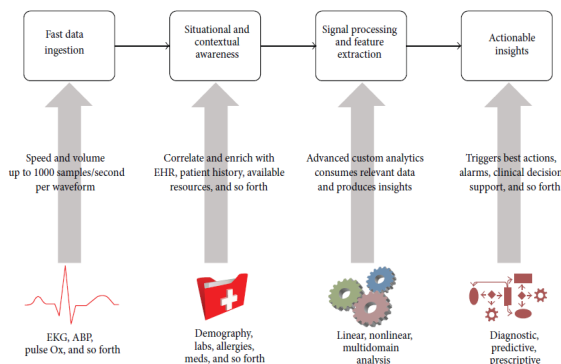 Fast data
ingestion
Situational and
contextual
awareness
Signal processing
and feature
extraction
Actionable
insights
Speed and volume
up to 1000 samples/second
per waveform
Correlate and enrich with
EHR, patient history, available
resources, and so forth
Advanced custom analytics
consumes relevant data
and produces insights
Triggers best actions,
alarms, clinical decision
support, and so forth
EKG, ABP,
pulse Ox, and so forth
Demography,
labs, allergies,
meds, and so forth
Linear, nonlinear,
multidomain
analysis
Diagnostic,
predictive,
prescriptive